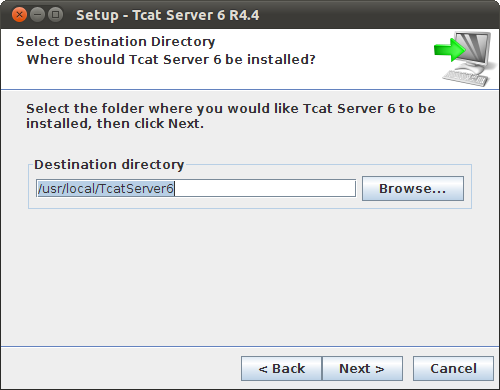 Setup - Tcat Server 6 R4.4
Select Destination Directory
Where should Tcat Server 6 be installed?
Select the folder where you would like Tcat Server 6 to be
installed, then click Next.
Destination directory
/usr/local/TcatServer6
Browse...
< Back
Next >
Cancel